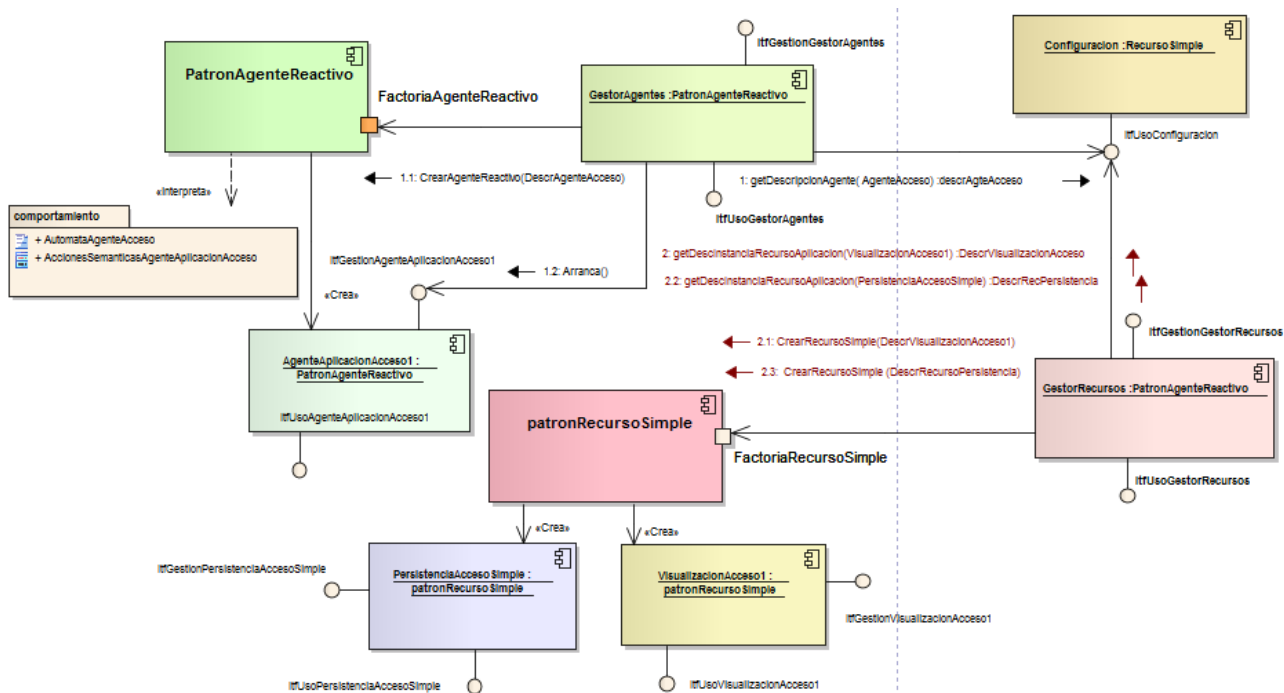 ItfGestionGestorAgentes
Configuracion :RecursoSimple
PatronAgenteReactivo
FactoriaAgenteReactivo
GestorAgentes :PatronAgenteReactivo
ItfUsoConfiguracion
«Interpreta»
1.1: CrearAgenteReactivo(DescrAgenteAcceso)
1: getDescripcionAgente( AgenteAcceso) :descrAgteAcceso
comportamiento
+ AutomataAgenteAcceso
+ AccionesSemanticasAgenteAplicacionAcceso
ItfUsoGestorAgentes
ItfGestionAgenteAplicacionAcceso1
1.2: Arranca()
2: getDescInstanciaRecursoAplicacion(VisualizacionAcceso1) :DescrVisualizacionAcceso
2.2: getDescInstanciaRecursoAplicacion(PersistenciaAccesoSimple) :DescrRecPersistencia
«Crea»
ItfGestionGestorRecursos
2.1: CrearRecursoSimple(DescrVisualizacionAcceso1)
AgenteAplicacionAcceso1 :
PatronAgenteReactivo
2.3: CrearRecursoSimple (DescrRecursoPersistencia)
GestorRecursos :PatronAgenteReactivo
ItfUsoAgenteAplicacionAcceso1
patronRecursoSimple
FactoriaRecursoSimple
ItfUsoGestorRecursos
«Crea»
«Crea»
ItfGestionPersistenciaAccesoSimple
PersistenciaAccesoSimple :
patronRecursoSimple
VisualizacionAcceso1 :
patronRecursoSimple
ItfGestionVisualizacionAcceso1
ItfUsoPersistenciaAccesoSimple
ItfUsoVisualizacionAcceso1